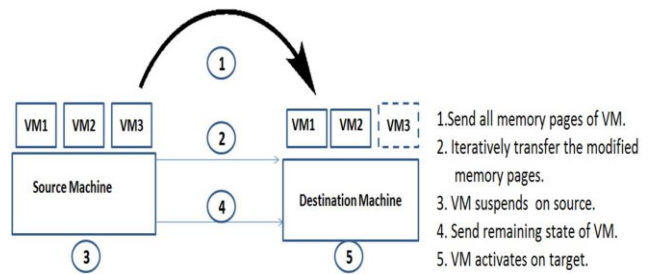 1
VM1 VM2 VM3
VM1 VM2 VM3
2
Source Machine
Destination Machine
4
3
5
1.Send all memory pages of VM.
2. Iteratively transfer the modified
memory pages.
3. VM suspends on source.
4. Send remaining state of VM.
5. VM activates on target.